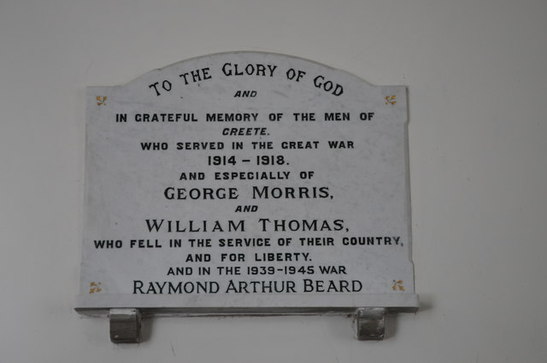 TO THE GLORY OF GOD
AND
IN GRATEFUL MEMORY OF THE MEN OF
GREETE.
WHO SERVED IN THE GREAT WAR
1914 – 1918.
AND ESPECIALLY OF
GEORGE MORRIS,
AND
WILLIAM THOMAS,
WHO FELL IN THE SERVICE OF THEIR COUNTRY,
AND FOR LIBERTY.
AND IN THE 1939-1945 WAR
RAYMOND ARTHUR BEARD